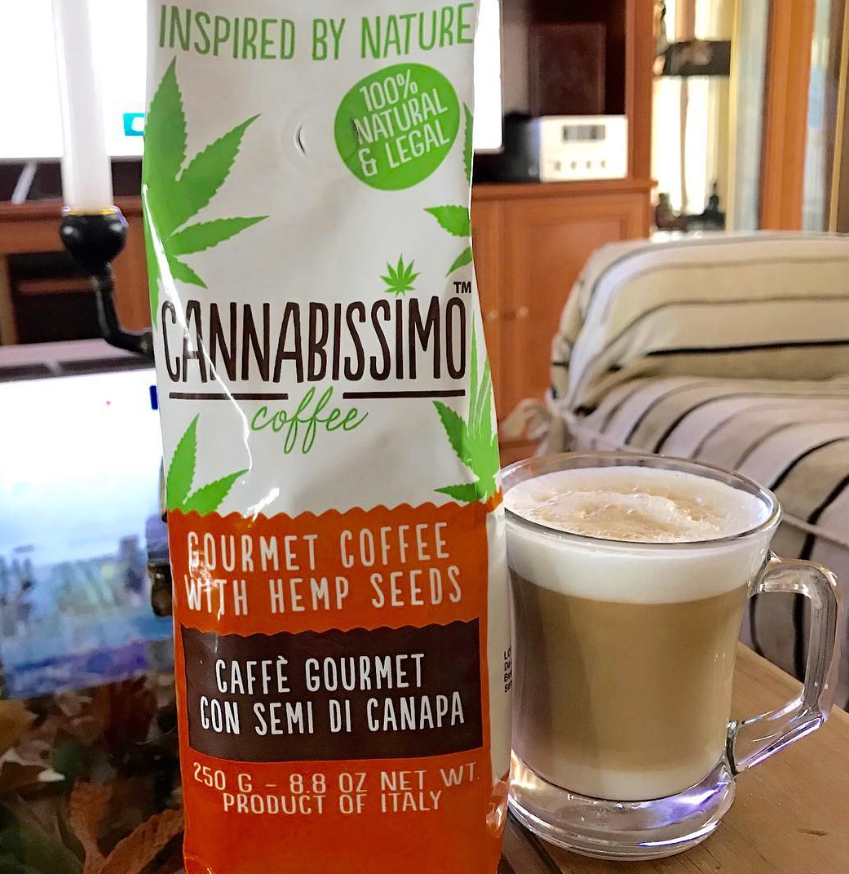 INSPIRED BY NATURE
100%
NATURAL
& LEGAL
CANNABISSIMO™
coffee
GOURMET COFFEE
WITH HEMP SEEDS
CAFFÈ GOURMET
CON SEMI DI CANAPA
250 G - 8.8 OZ NET WT.
PRODUCT OF ITALY